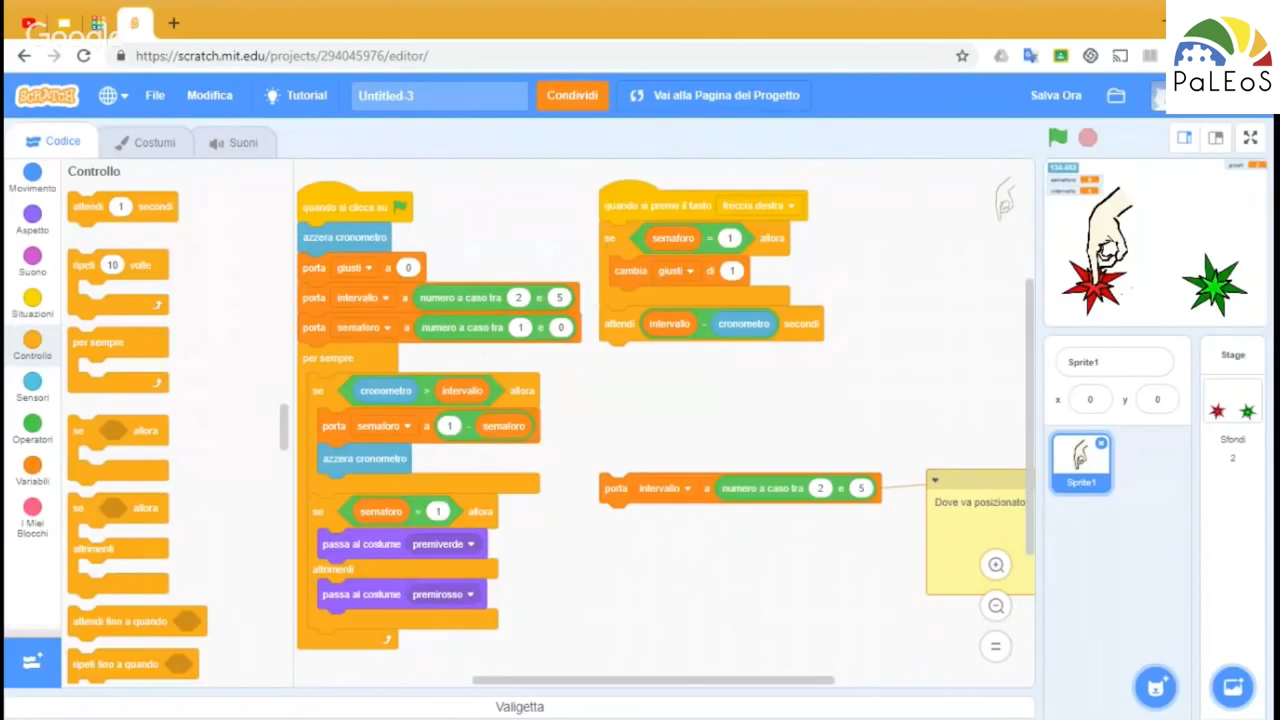 Google
PaLEoS
https://scratch.mit.edu/projects/294045976/editor/
SCRATCH
File
Modifica
Tutorial
Untitled-3
Condividi
Vai alla Pagina del Progetto
Salva Ora
Codice
Costumi
Suoni
Movimento
Aspetto
Suono
Situazioni
Controllo
Sensori
Operatori
Variabili
I Miei
Blocchi
Controllo
attendi 1 secondi
ripeti 10 volte
per sempre
se allora
se allora
altrimenti
attendi fino a quando
ripeti fino a quando
quando si clicca su
azzera cronometro
porta giusti a 0
porta intervallo a numero a caso tra 2 e 5
porta semaforo a numero a caso tra 1 e 0
per sempre
se cronometro > intervallo allora
porta semaforo a 1 - semaforo
azzera cronometro
se semaforo = 1 allora
passa al costume premiverde
altrimenti
passa al costume premirosso
quando si preme il tasto freccia destra
se semaforo = 1 allora
cambia giusti di 1
attendi intervallo - cronometro secondi
porta intervallo a numero a caso tra 2 e 5
Dove va posizionato
semaforo
intervallo
Sprite1
x 0 y 0
Sprite1
Stage
Sfondi
2
Valigetta